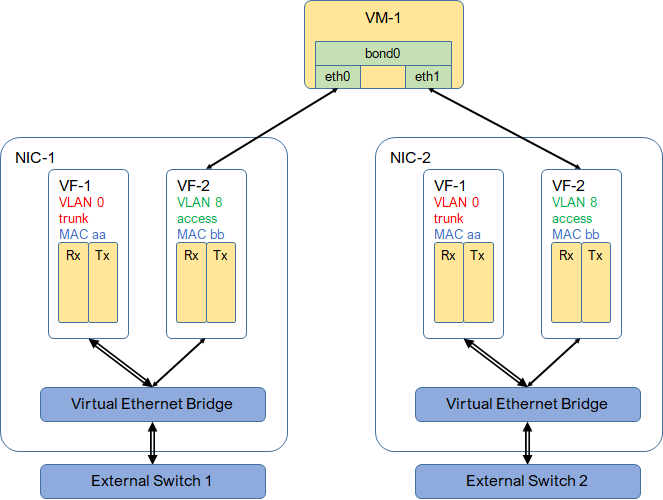 VM-1
bond0
eth0
eth1
NIC-1
VF-1
VLAN 0
trunk
MAC aa
Rx
Tx
VF-2
VLAN 8
access
MAC bb
Rx
Tx
Virtual Ethernet Bridge
External Switch 1
NIC-2
VF-1
VLAN 0
trunk
MAC aa
Rx
Tx
VF-2
VLAN 8
access
MAC bb
Rx
Tx
Virtual Ethernet Bridge
External Switch 2